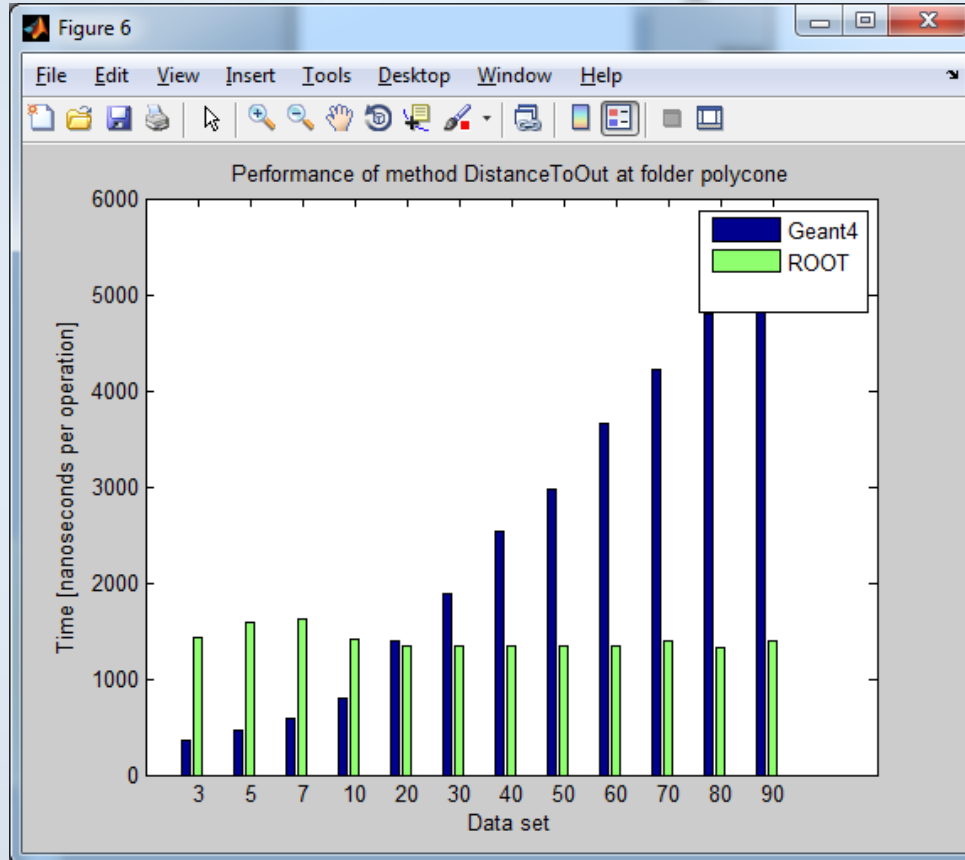 Figure 6
File Edit View Insert Tools Desktop Window Help
Performance of method DistanceToOut at folder polycone
Geant4
ROOT
6000
5000
4000
3000
2000
1000
0
Time [nanoseconds per operation]
3 5 7 10 20 30 40 50 60 70 80 90
Data set